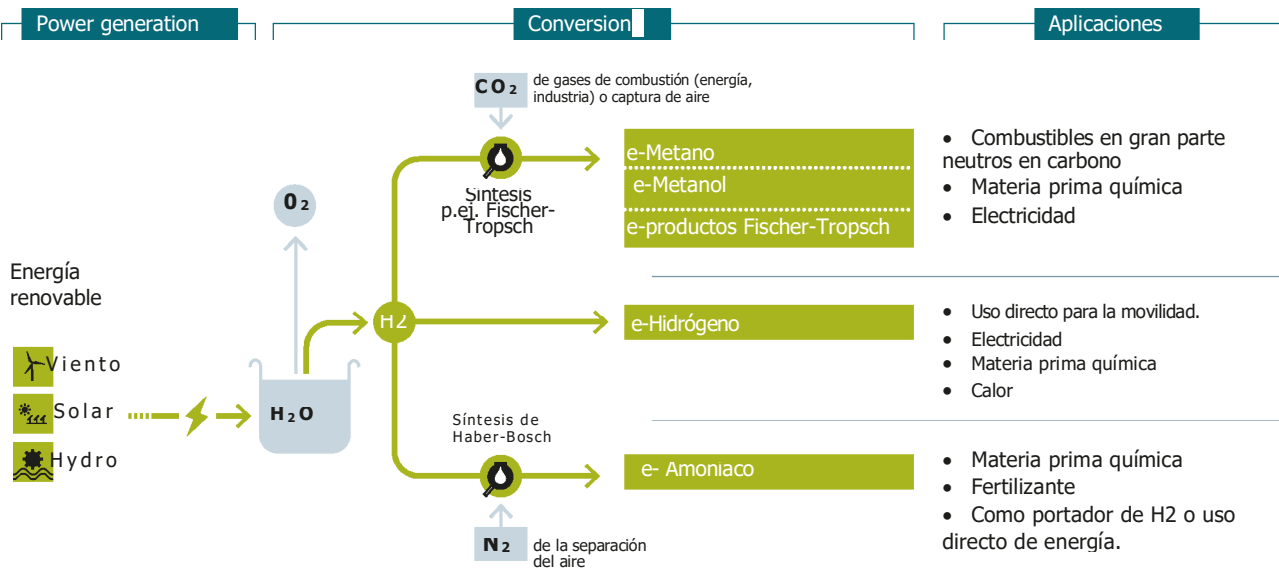 Power generation
Conversion
Aplicaciones
CO₂
de gases de combustión (energía,
industria) o captura de aire
Síntesis
p.ej. Fischer-
Tropsch
e-Metano
e-Metanol
e-productos Fischer-Tropsch
• Combustibles en gran parte
neutros en carbono
• Materia prima química
• Electricidad
0₂
Energía
renovable
Viento
Solar
Hydro
H₂O
H2
e-Hidrógeno
• Uso directo para la movilidad.
• Electricidad
• Materia prima química
• Calor
Síntesis de
Haber-Bosch
e- Amoniaco
• Materia prima química
• Fertilizante
• Como portador de H2 o uso
directo de energía.
N₂
de la separación
del aire